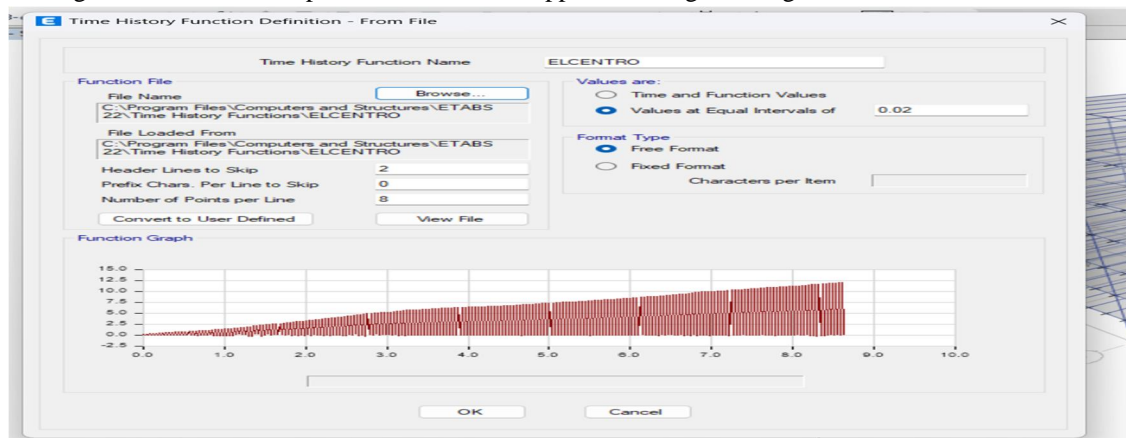 Time History Function Definition - From File
Time History Function Name ELCENTRO
Function File
File Name Browse...
C:\Program Files\Computers and Structures\ETABS
22\Time History Functions\ELCENTRO
File Loaded From
C:\Program Files\Computers and Structures\ETABS
22\Time History Functions\ELCENTRO
Header Lines to Skip 2
Prefix Chars. Per Line to Skip 0
Number of Points per Line 8
Convert to User Defined View File
Values are:
Time and Function Values
Values at Equal Intervals of 0.02
Format Type
Free Format
Fixed Format
Characters per Item
Function Graph
15.0
12.5
10.0
7.5
5.0
2.5
0.0
-2.5
0.0 1.0 2.0 3.0 4.0 5.0 6.0 7.0 8.0 9.0 10.0
OK Cancel